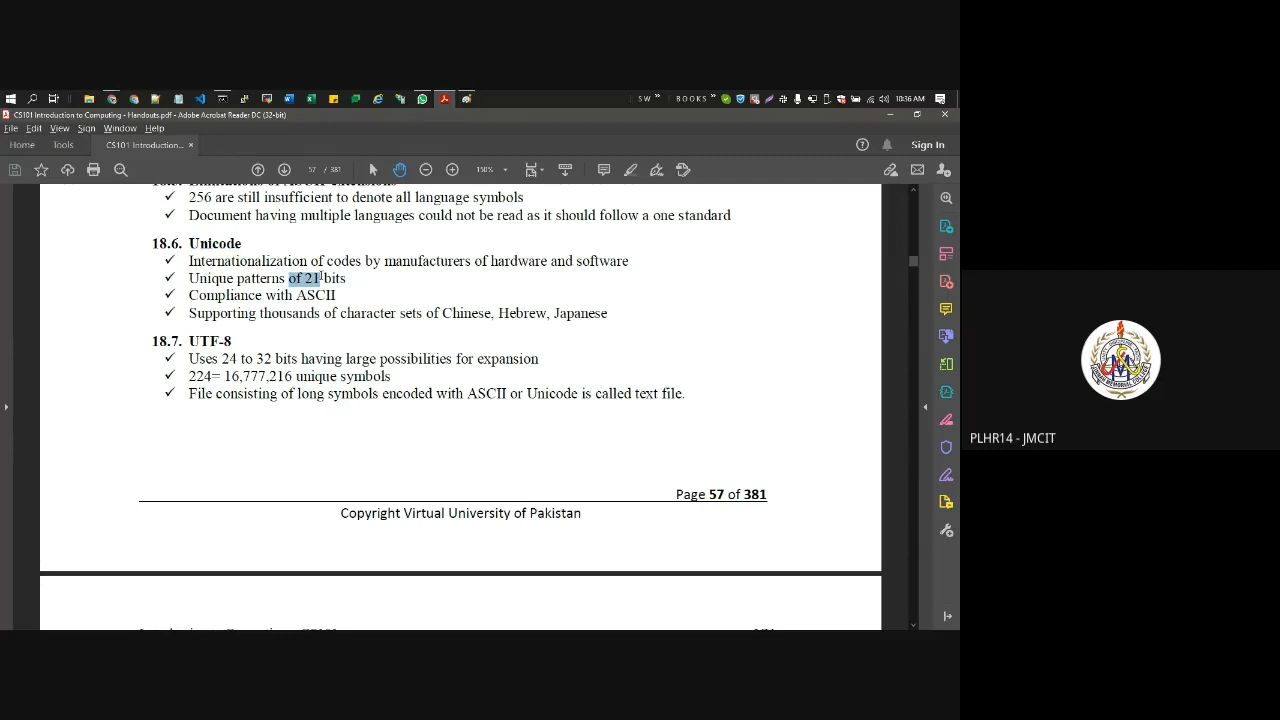 SW » BOOKS » 10:36 AM
CS101 Introduction to Computing - Handouts.pdf - Adobe Acrobat Reader DC (32-bit)
File Edit View Sign Window Help
Home Tools CS101 Introduction... × Sign In
57 / 381 150%
✓ 256 are still insufficient to denote all language symbols
✓ Document having multiple languages could not be read as it should follow a one standard
18.6. Unicode
✓ Internationalization of codes by manufacturers of hardware and software
✓ Unique patterns of 21 bits
✓ Compliance with ASCII
✓ Supporting thousands of character sets of Chinese, Hebrew, Japanese
18.7. UTF-8
✓ Uses 24 to 32 bits having large possibilities for expansion
✓ 224= 16,777,216 unique symbols
✓ File consisting of long symbols encoded with ASCII or Unicode is called text file.
Page 57 of 381
Copyright Virtual University of Pakistan
PLHR14 - JMCIT